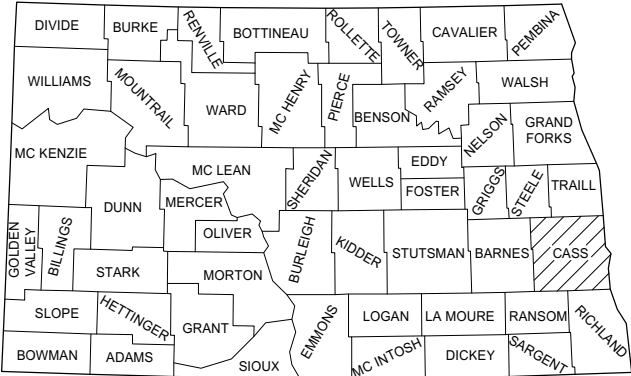 DIVIDE
BURKE
RENVILLE
BOTTINEAU
ROLLETTE
TOWNER
CAVALIER
PEMBINA
WILLIAMS
MOUNTRAIL
WARD
MC HENRY
PIERCE
BENSON
RAMSEY
WALSH
MC KENZIE
NELSON
GRAND
FORKS
MC LEAN
SHERIDAN
WELLS
EDDY
FOSTER
GRIGGS
STEELE
TRAILL
DUNN
MERCER
OLIVER
GOLDEN
VALLEY
BILLINGS
STARK
MORTON
BURLEIGH
KIDDER
STUTSMAN
BARNES
CASS
SLOPE
HETTINGER
GRANT
EMMONS
LOGAN
LA MOURE
RANSOM
RICHLAND
BOWMAN
ADAMS
SIOUX
MC INTOSH
DICKEY
SARGENT